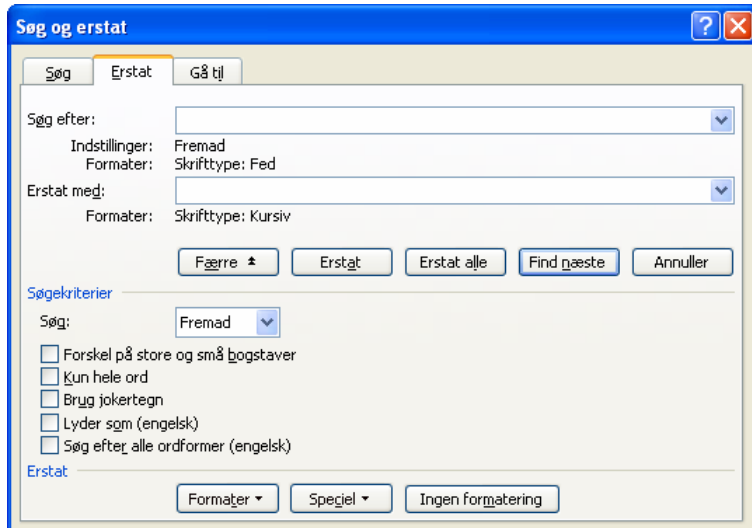 Søg og erstat
Søg Erstat Gå til
Søg efter:
Indstillinger: Fremad
Formater: Skrifttype: Fed
Erstat med:
Formater: Skrifttype: Kursiv
Færre Erstat Erstat alle Find næste Annuller
Søgekriterier
Søg: Fremad
Forskel på store og små bogstaver
Kun hele ord
Brug jokertegn
Lyder som (engelsk)
Søg efter alle ordformer (engelsk)
Erstat
Formater Speciel Ingen formatering